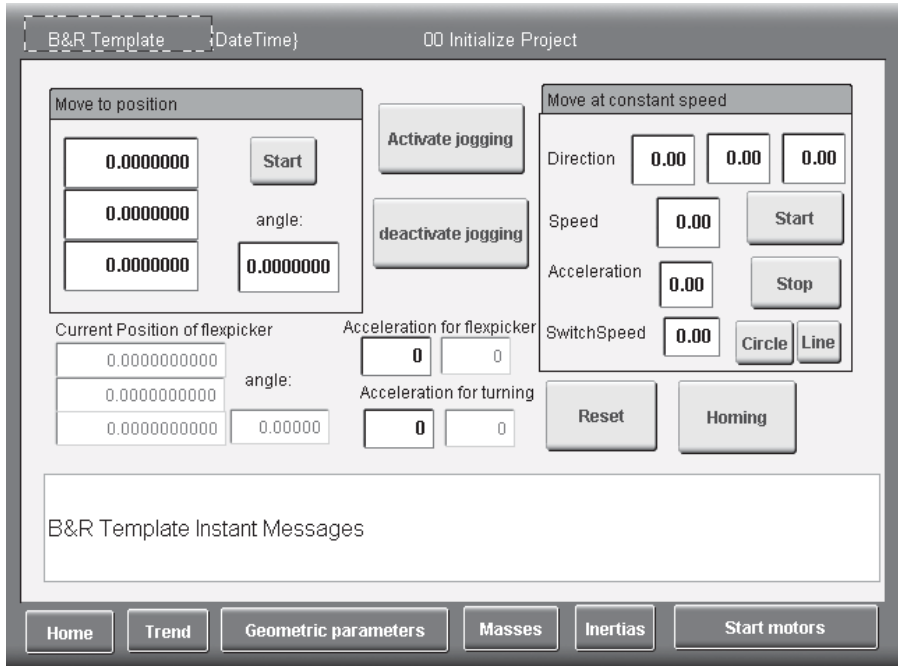 B&R Template {DateTime} 00 Initialize Project
Move to position
0.0000000 Start
0.0000000 angle:
0.0000000 0.0000000
Activate jogging
deactivate jogging
Move at constant speed
Direction 0.00 0.00 0.00
Speed 0.00 Start
Acceleration 0.00 Stop
SwitchSpeed 0.00 Circle Line
Current Position of flexpicker
0.0000000000
0.0000000000 angle:
0.0000000000 0.00000
Acceleration for flexpicker
0 0
Acceleration for turning
0 0
Reset Homing
B&R Template Instant Messages
Home Trend Geometric parameters Masses Inertias Start motors